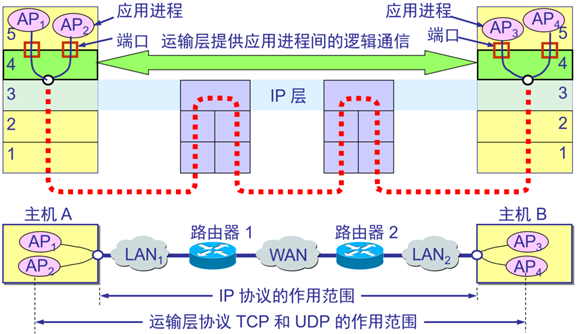 AP1 AP2 应用进程
应用进程 AP3 AP4
5 端口 运输层提供应用进程间的逻辑通信 端口 5
4 4
3 IP 层 3
2 2
1 1
主机 A 路由器 1 路由器 2 主机 B
AP1 AP3
LAN1 WAN LAN2
AP2 AP4
IP 协议的作用范围
运输层协议 TCP 和 UDP 的作用范围